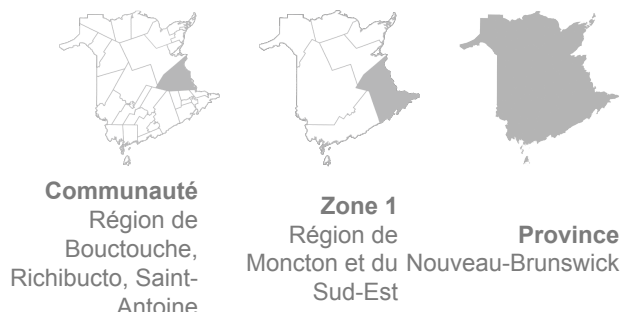 Communauté
Région de
Bouctouche,
Richibucto, Saint-
Antoine
Zone 1
Région de
Moncton et du
Sud-Est
Province
Nouveau-Brunswick